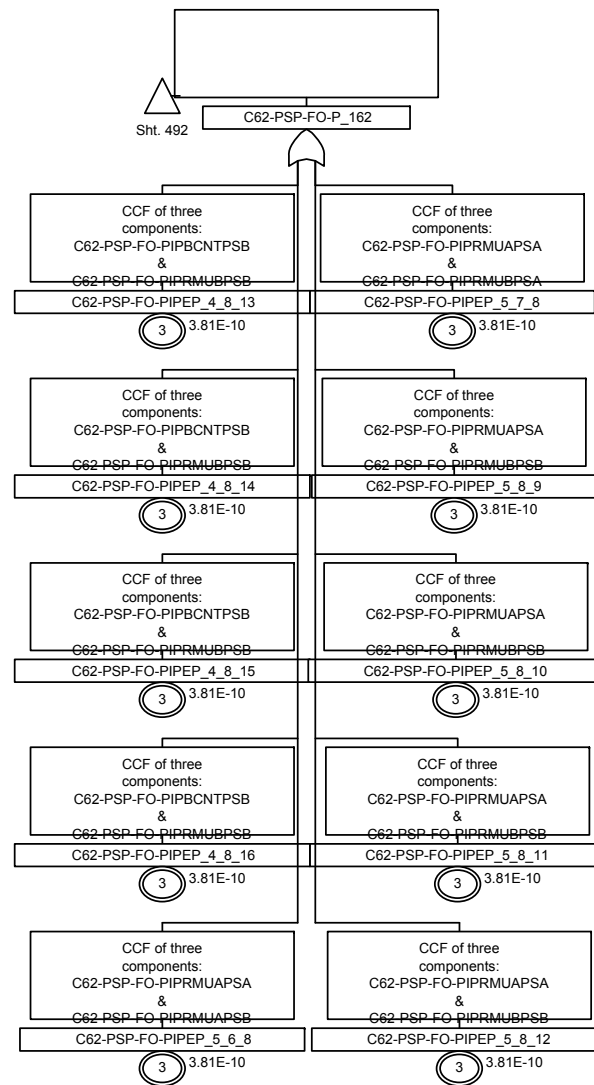 Sht. 492
C62-PSP-FO-P_162
CCF of three
components:
C62-PSP-FO-PIPBCNTPSB
&
C62-PSP-FO-PIPRMUBPSB
C62-PSP-FO-PIPEP_4_8_13
3
3.81E-10
CCF of three
components:
C62-PSP-FO-PIPRMUAPSA
&
C62-PSP-FO-PIPRMUBPSA
C62-PSP-FO-PIPEP_5_7_8
3
3.81E-10
CCF of three
components:
C62-PSP-FO-PIPBCNTPSB
&
C62-PSP-FO-PIPRMUBPSB
C62-PSP-FO-PIPEP_4_8_14
3
3.81E-10
CCF of three
components:
C62-PSP-FO-PIPRMUAPSA
&
C62-PSP-FO-PIPRMUBPSB
C62-PSP-FO-PIPEP_5_8_9
3
3.81E-10
CCF of three
components:
C62-PSP-FO-PIPBCNTPSB
&
C62-PSP-FO-PIPRMUBPSB
C62-PSP-FO-PIPEP_4_8_15
3
3.81E-10
CCF of three
components:
C62-PSP-FO-PIPRMUAPSA
&
C62-PSP-FO-PIPRMUBPSB
C62-PSP-FO-PIPEP_5_8_10
3
3.81E-10
CCF of three
components:
C62-PSP-FO-PIPBCNTPSB
&
C62-PSP-FO-PIPRMUBPSB
C62-PSP-FO-PIPEP_4_8_16
3
3.81E-10
CCF of three
components:
C62-PSP-FO-PIPRMUAPSA
&
C62-PSP-FO-PIPRMUBPSB
C62-PSP-FO-PIPEP_5_8_11
3
3.81E-10
CCF of three
components:
C62-PSP-FO-PIPRMUAPSA
&
C62-PSP-FO-PIPRMUAPSB
C62-PSP-FO-PIPEP_5_6_8
3
3.81E-10
CCF of three
components:
C62-PSP-FO-PIPRMUAPSA
&
C62-PSP-FO-PIPRMUBPSB
C62-PSP-FO-PIPEP_5_8_12
3
3.81E-10